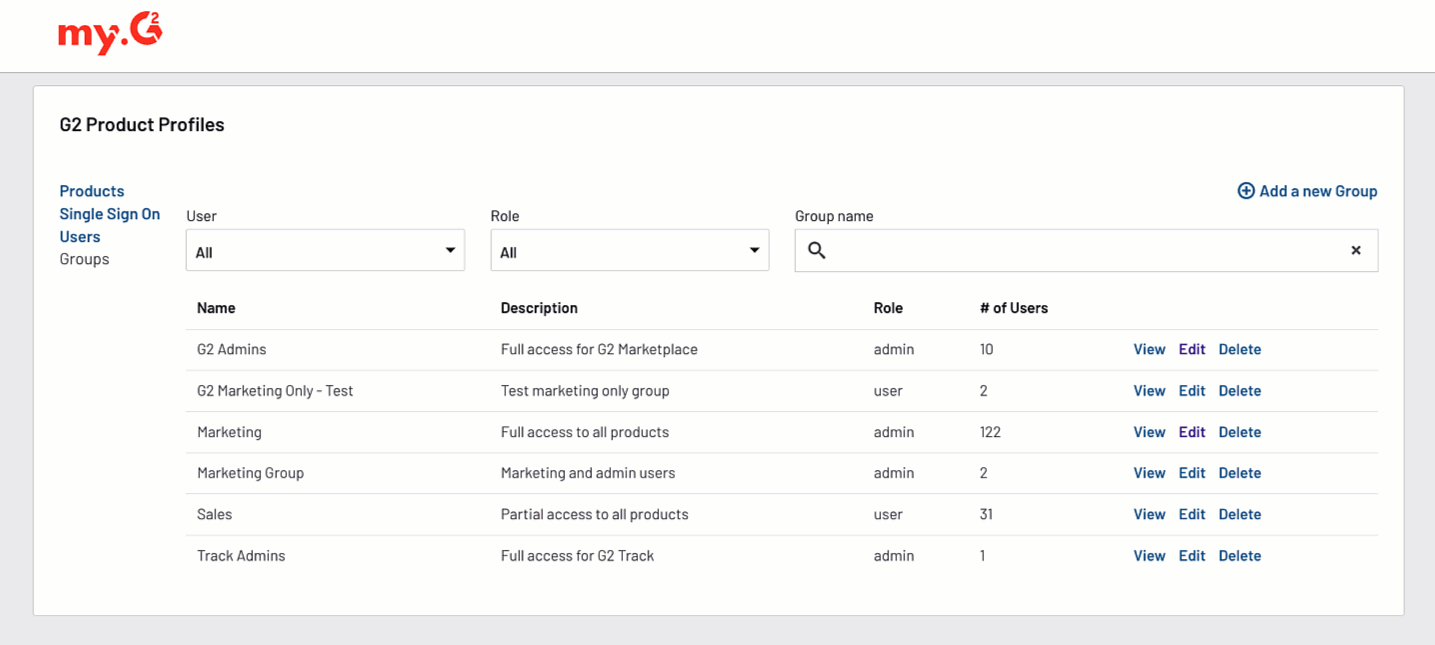 my.G2
G2 Product Profiles
Products
Single Sign On
Users
Groups
Add a new Group
User Role Group name
All All
Name Description Role # of Users
G2 Admins Full access for G2 Marketplace admin 10 View Edit Delete
G2 Marketing Only - Test Test marketing only group user 2 View Edit Delete
Marketing Full access to all products admin 122 View Edit Delete
Marketing Group Marketing and admin users admin 2 View Edit Delete
Sales Partial access to all products user 31 View Edit Delete
Track Admins Full access for G2 Track admin 1 View Edit Delete